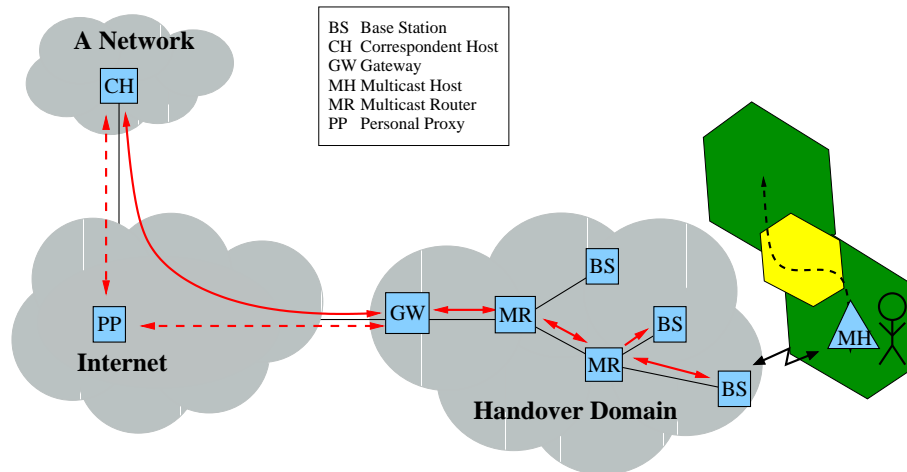 A Network
CH
BS Base Station
CH Correspondent Host
GW Gateway
MH Multicast Host
MR Multicast Router
PP Personal Proxy
BS
PP
GW
MR
BS
MH
Internet
MR
BS
Handover Domain